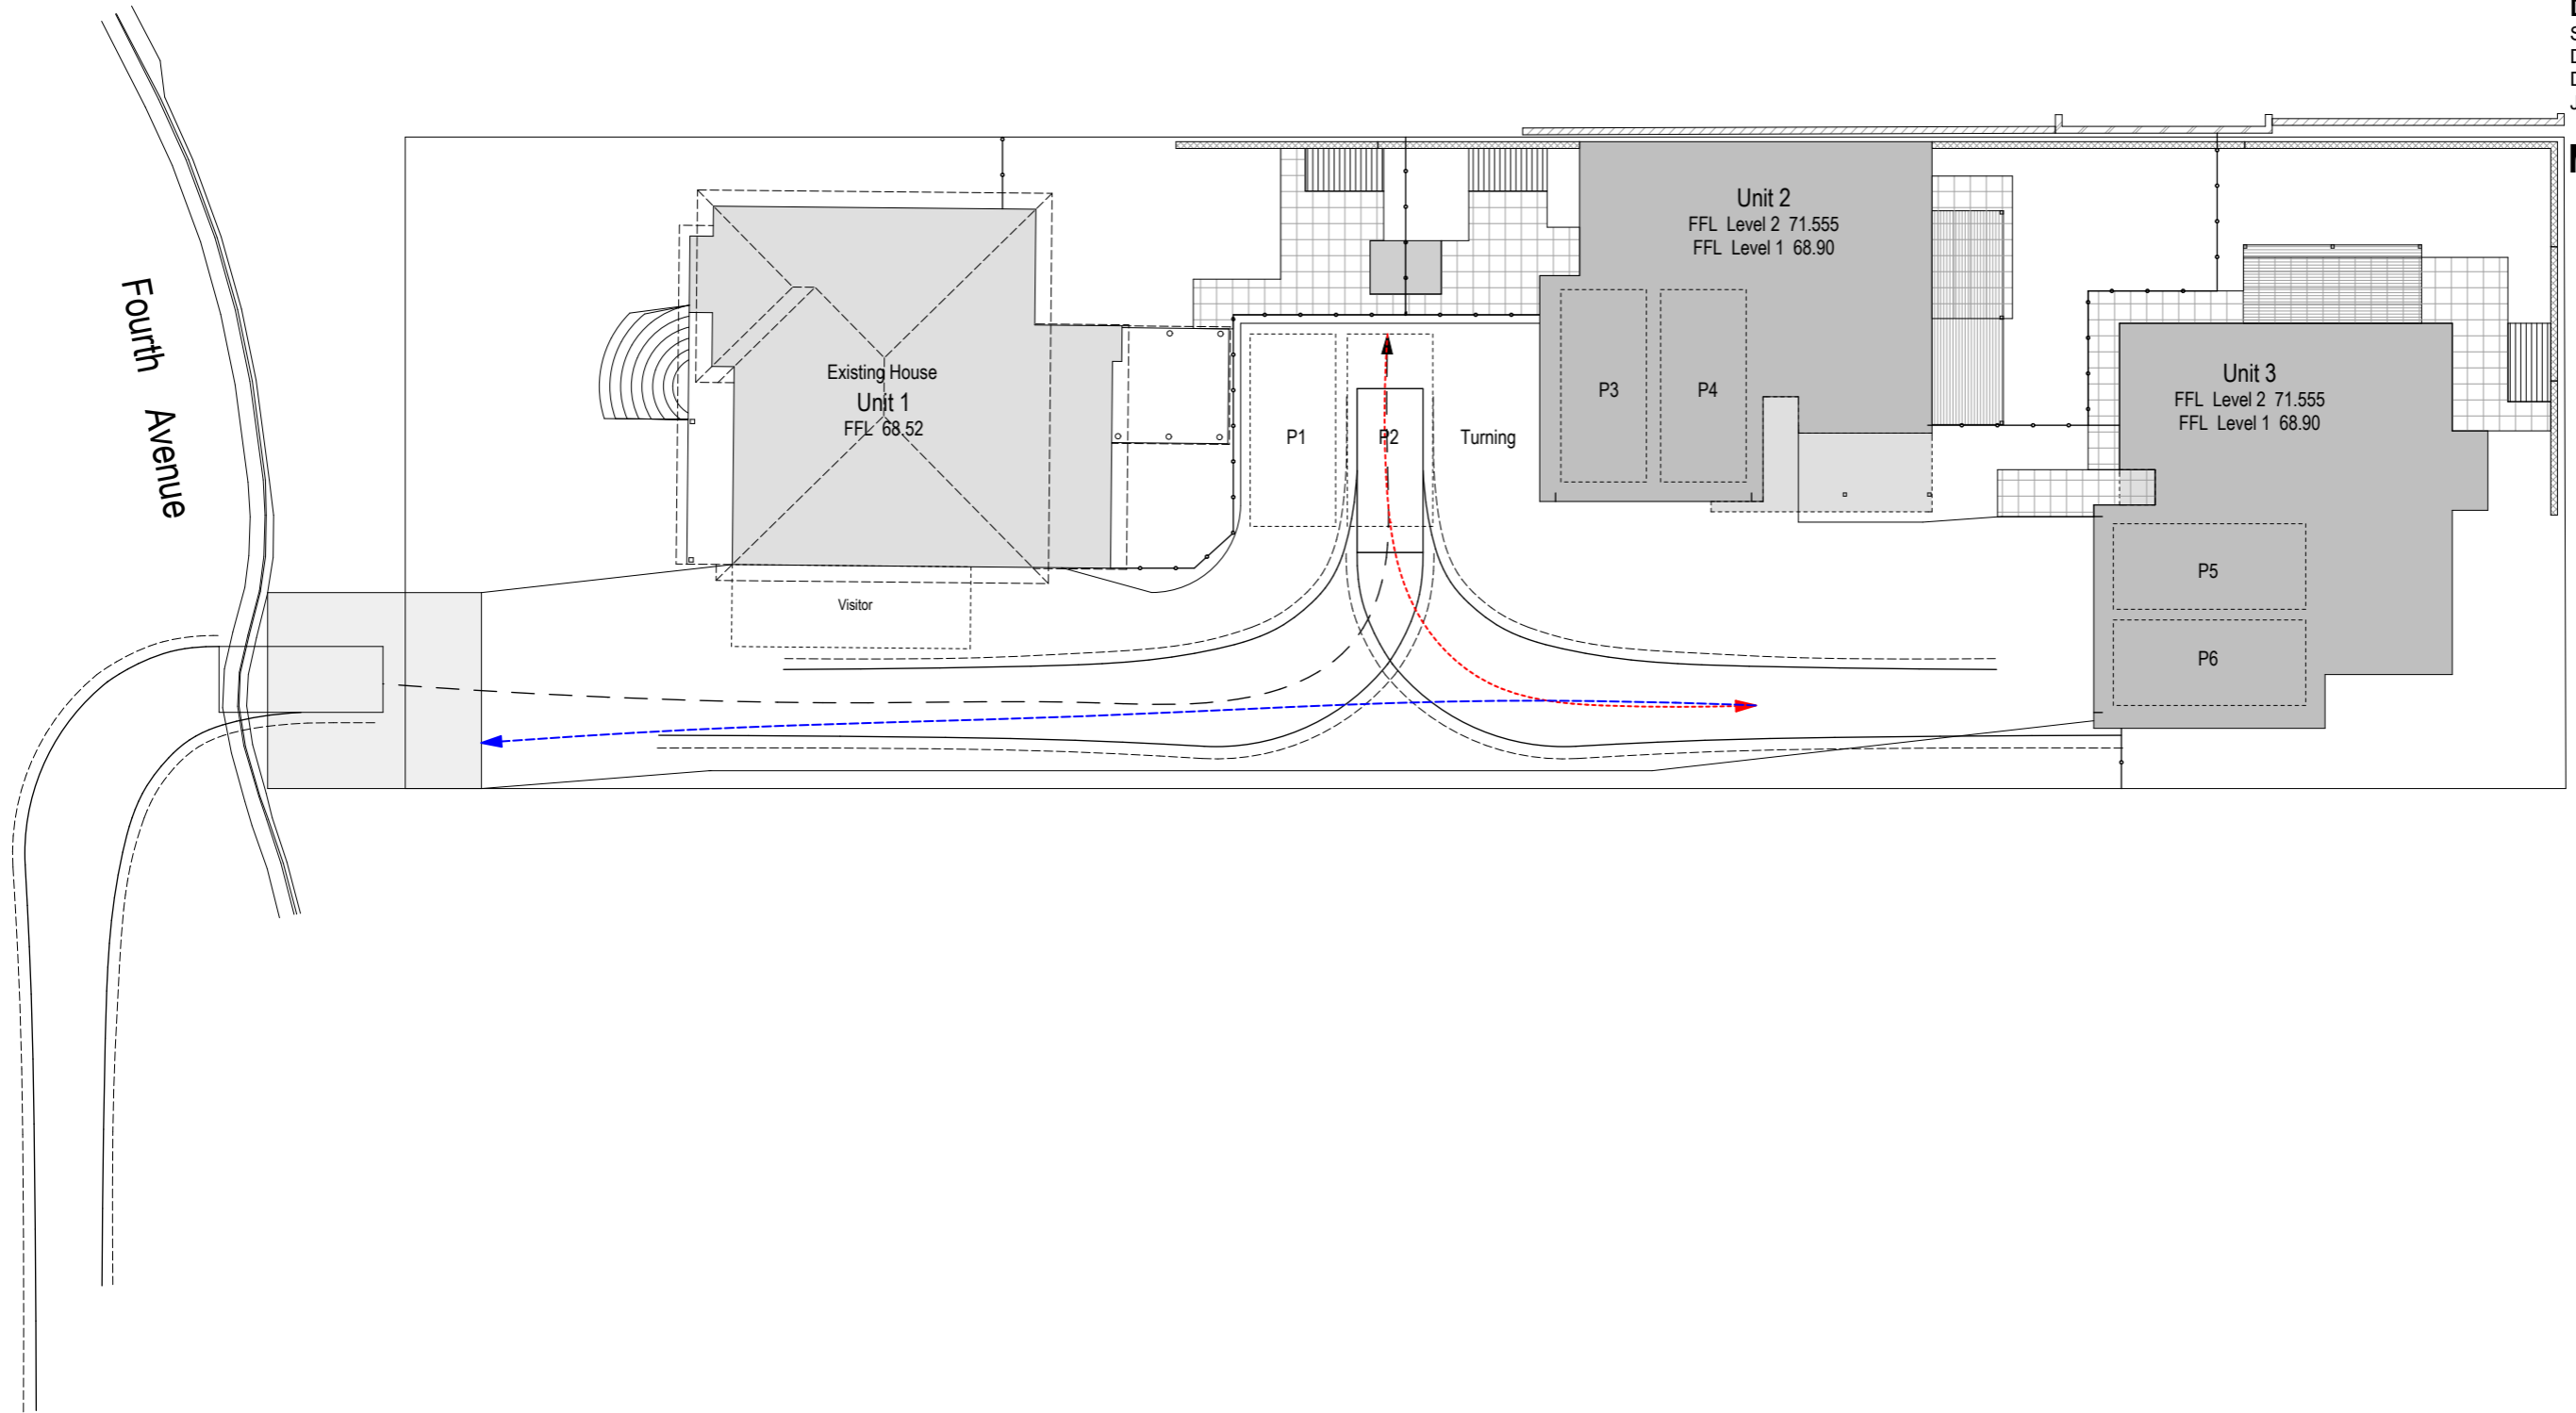 Fourth Avenue
Existing House
Unit 1
FFL 68.52
Visitor
P1
P2
Turning
Unit 2
FFL Level 2 71.555
FFL Level 1 68.90
P3
P4
Unit 3
FFL Level 2 71.555
FFL Level 1 68.90
P5
P6